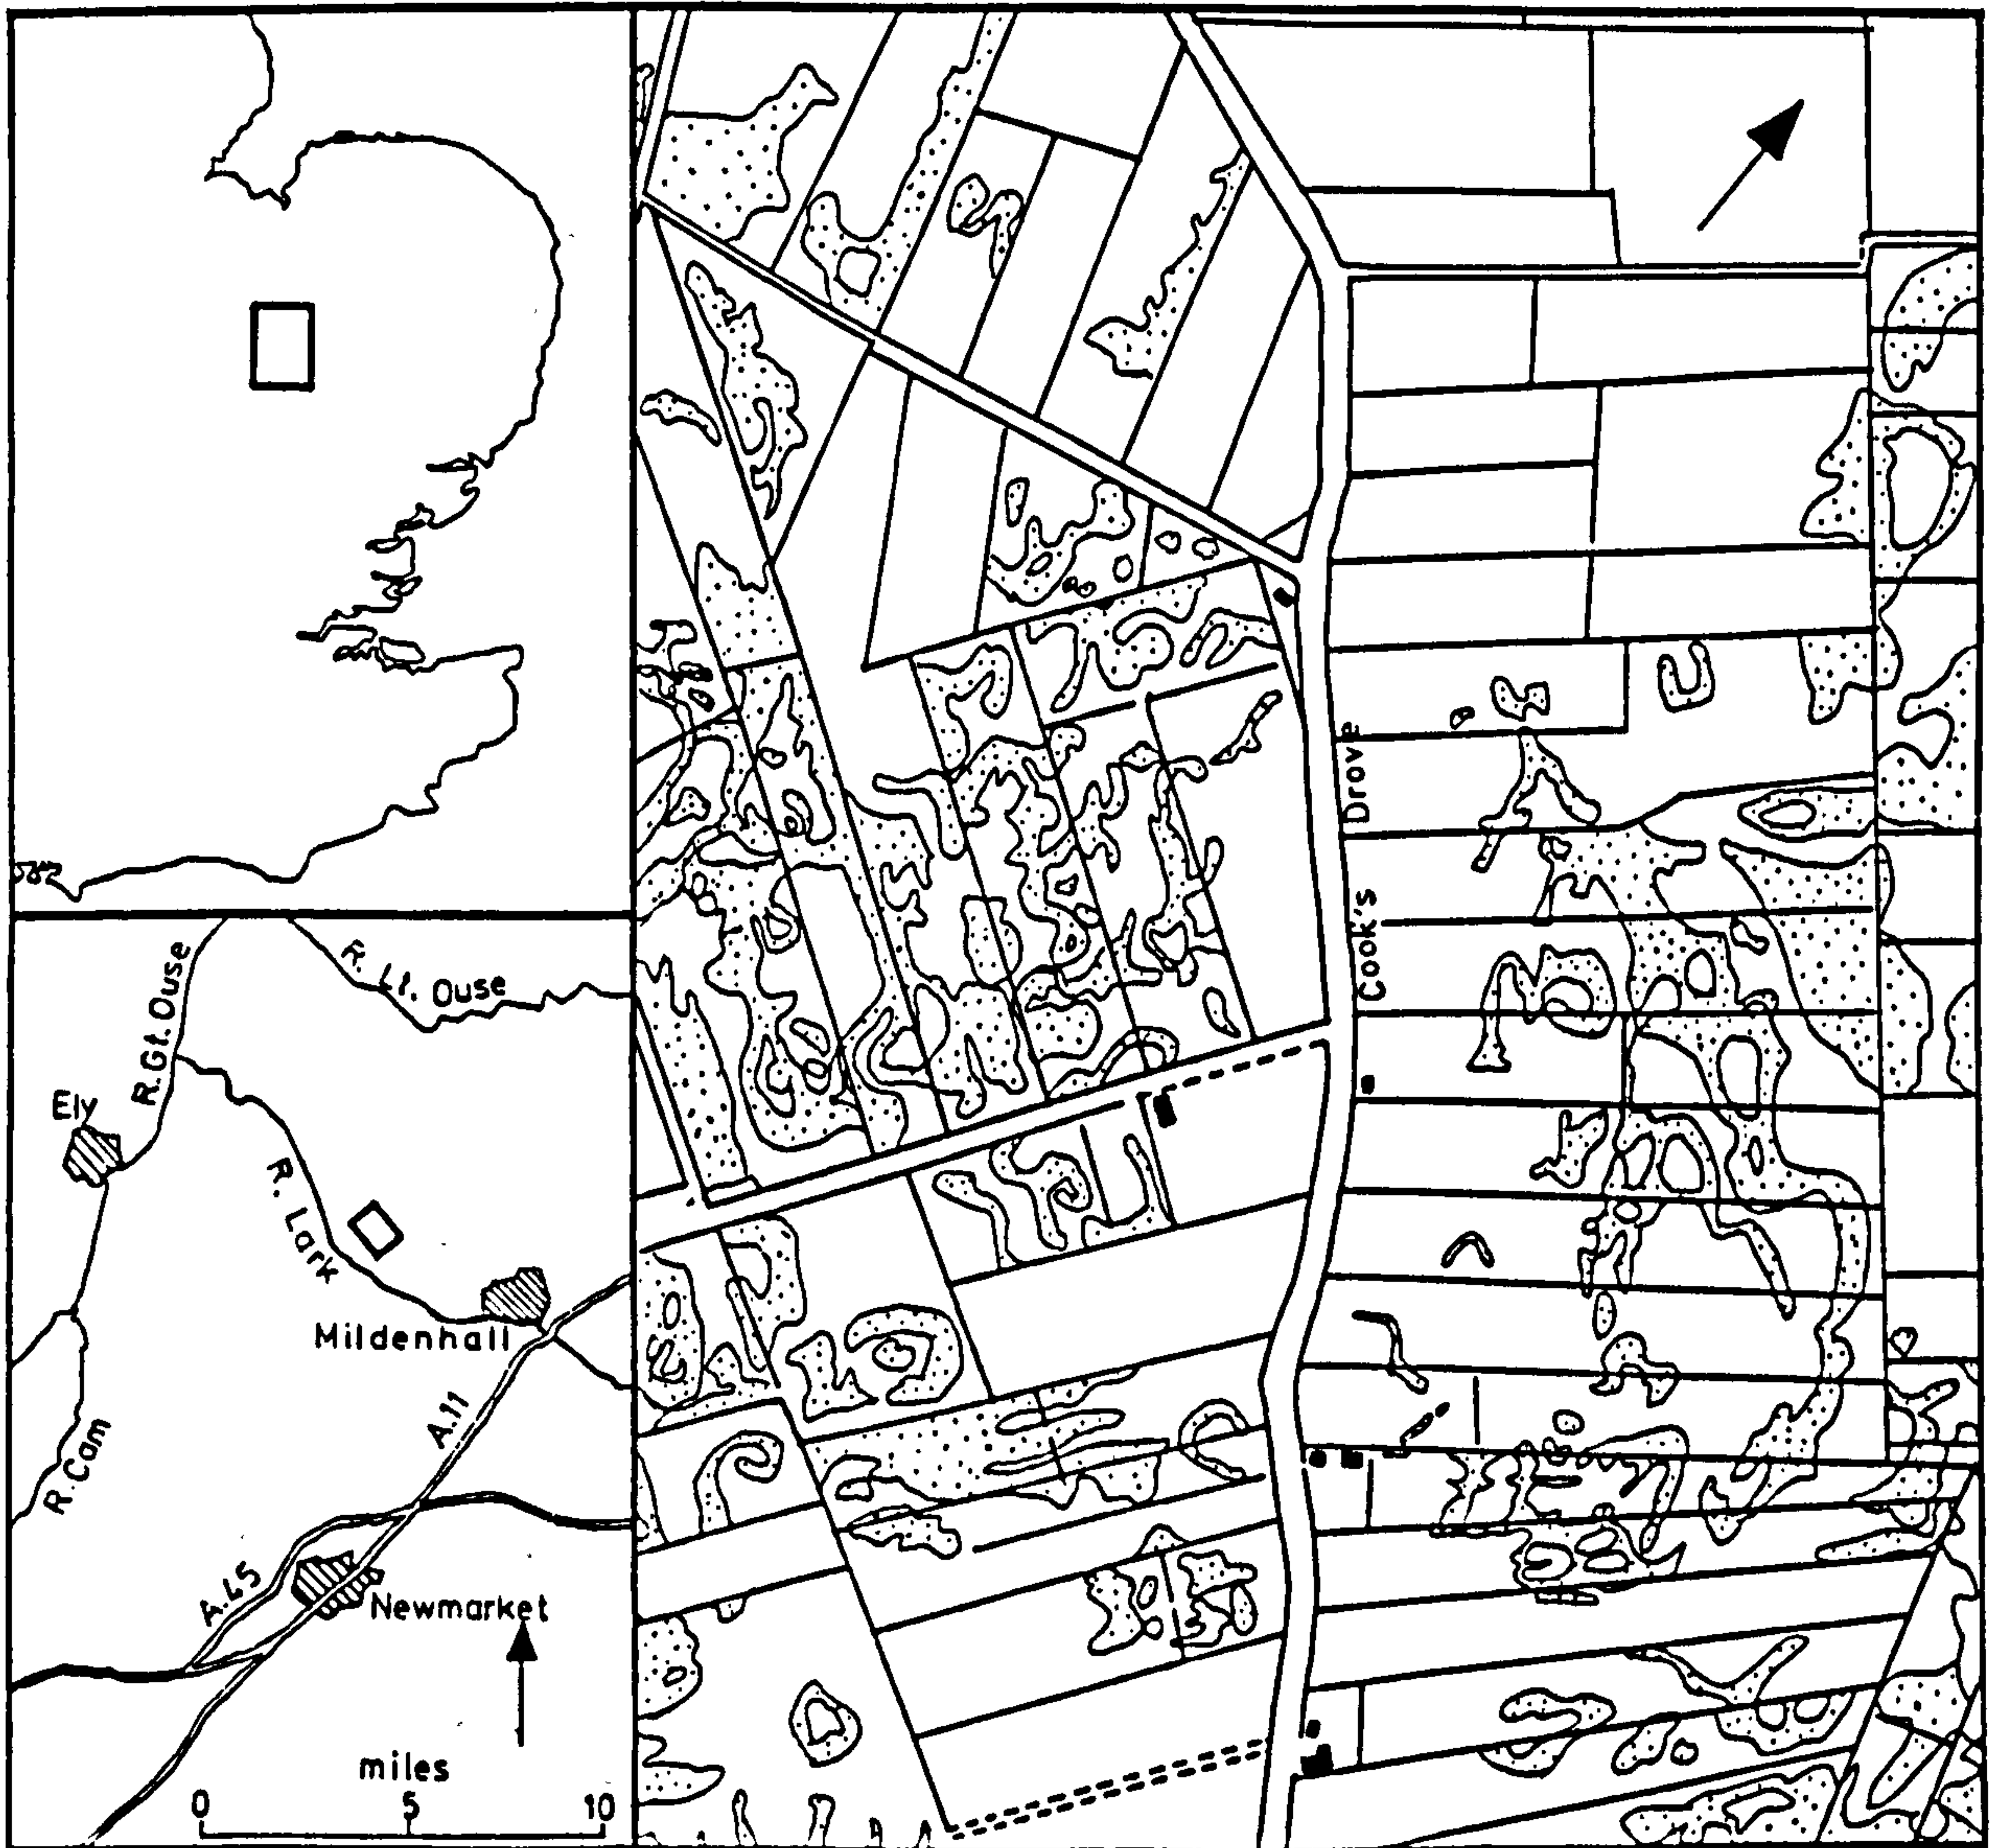 R. Gt. Ouse
R. Lt. Ouse
Ely
R. Lark
Mildenhall
R. Cam
A.11
A.45
Newmarket
miles
0 5 10
Cook's Drove